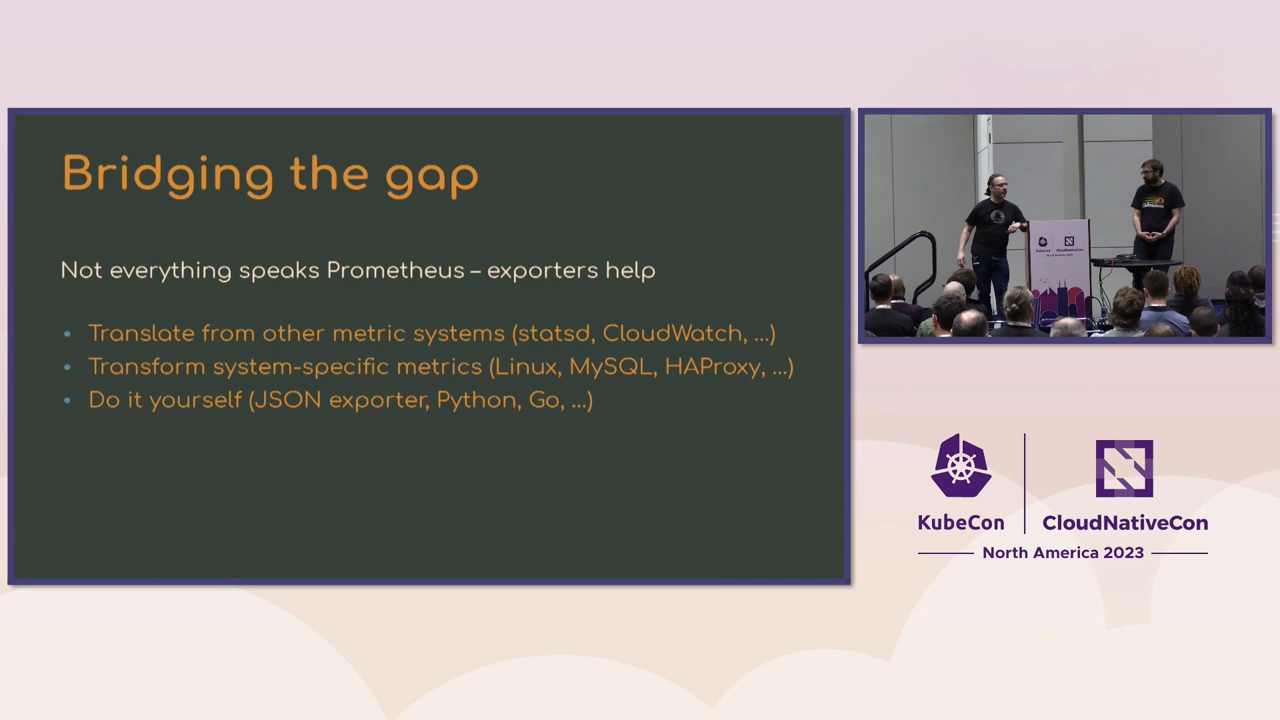 Bridging the gap
Not everything speaks Prometheus – exporters help
• Translate from other metric systems (statsd, CloudWatch, ...)
• Transform system-specific metrics (Linux, MySQL, HAProxy, ...)
• Do it yourself (JSON exporter, Python, Go, ...)
KubeCon
CloudNativeCon
North America 2023